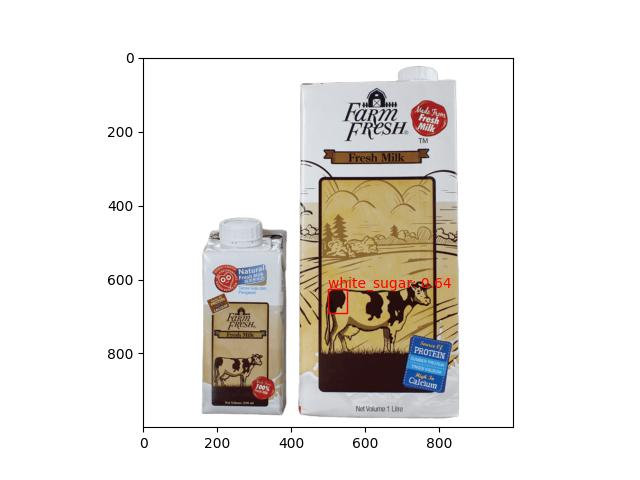 0
200
400
600
800
0
200
400
600
800
FARM
FRESH®
Made From
Fresh
Milk
TM
Fresh Milk
white_sugar: 0.64
Source Of
PROTEIN
High In
Calcium
Net Volume 1 Litre
Natural
Fresh Milk
FARM
FRESH
Fresh Milk
100%